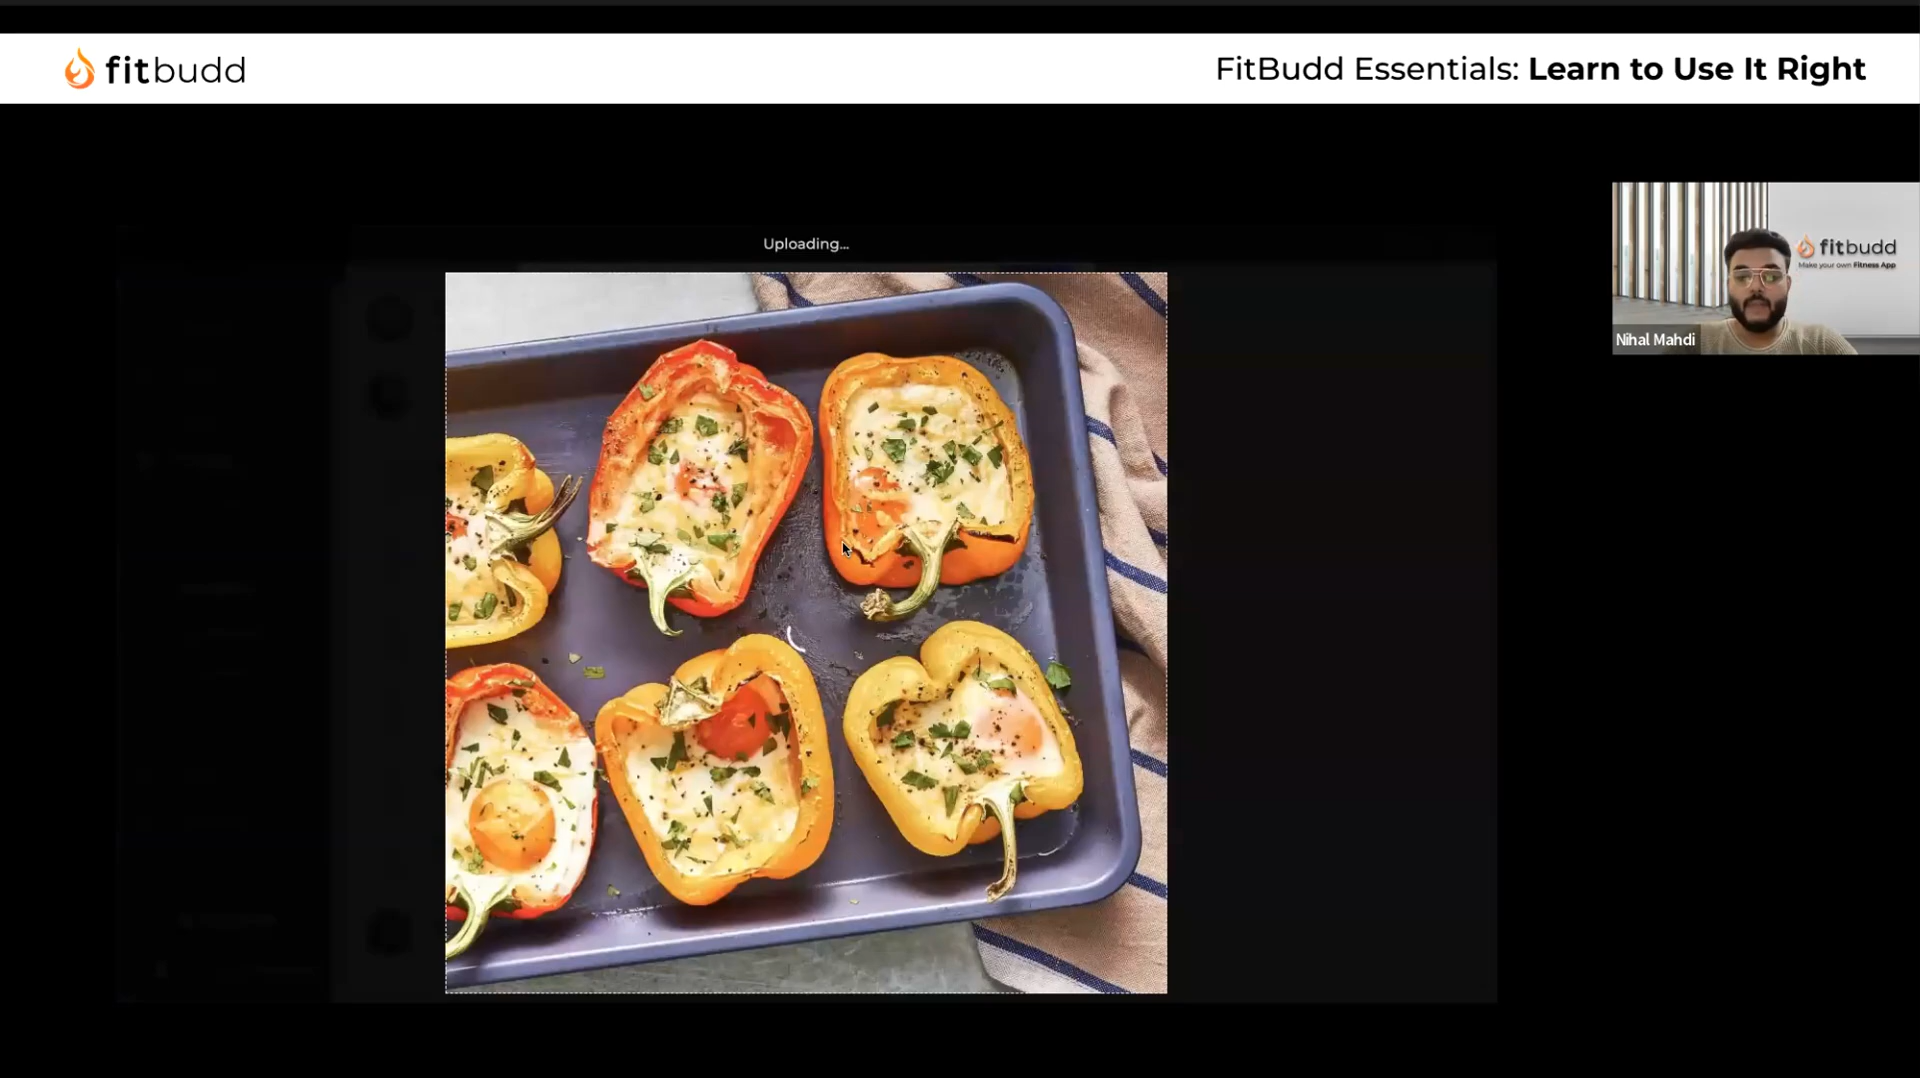 fitbudd
FitBudd Essentials: Learn to Use It Right
Uploading...
fitbudd
Make your own Fitness App
Nihal Mahdi